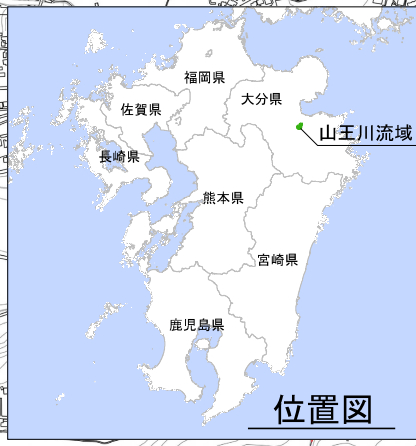 福岡県
大分県
佐賀県
山王川流域
長崎県
熊本県
宮崎県
鹿児島県
位置図